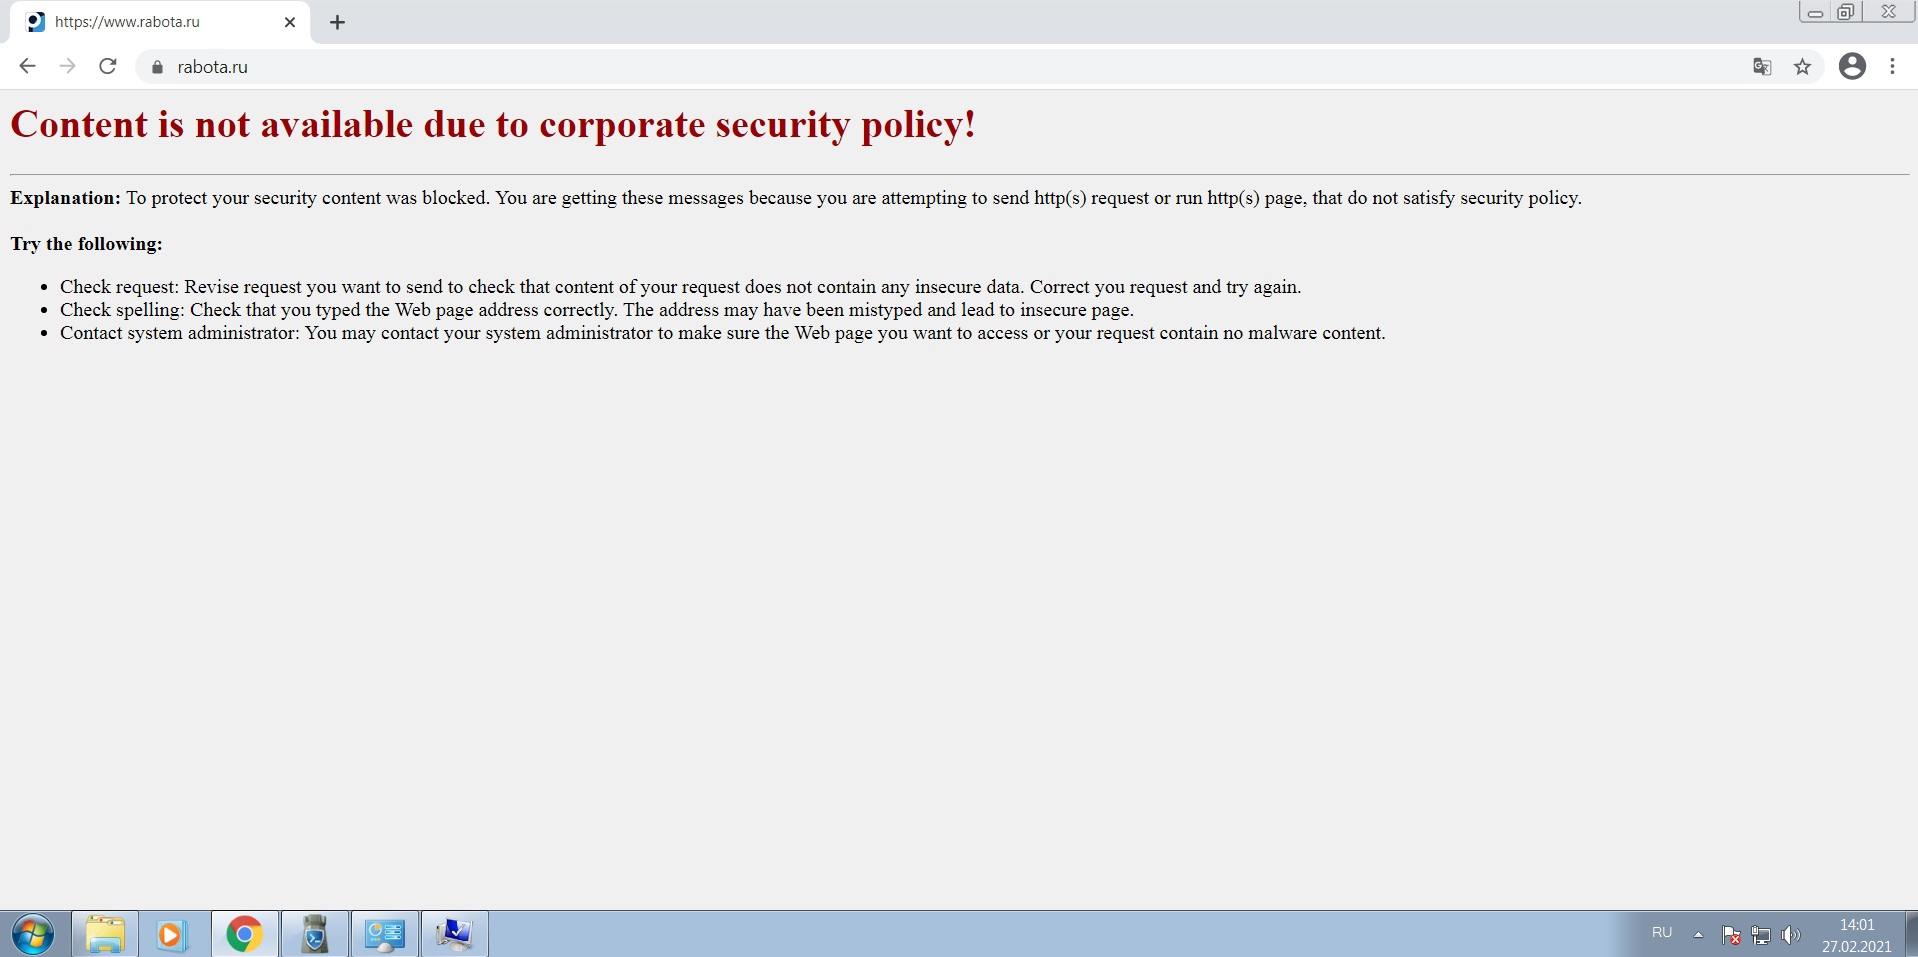 https://www.rabota.ru
rabota.ru
Content is not available due to corporate security policy!
Explanation: To protect your security content was blocked. You are getting these messages because you are attempting to send http(s) request or run http(s) page, that do not satisfy security policy.
Try the following:
Check request: Revise request you want to send to check that content of your request does not contain any insecure data. Correct you request and try again.
Check spelling: Check that you typed the Web page address correctly. The address may have been mistyped and lead to insecure page.
Contact system administrator: You may contact your system administrator to make sure the Web page you want to access or your request contain no malware content.
RU
14:01
27.02.2021